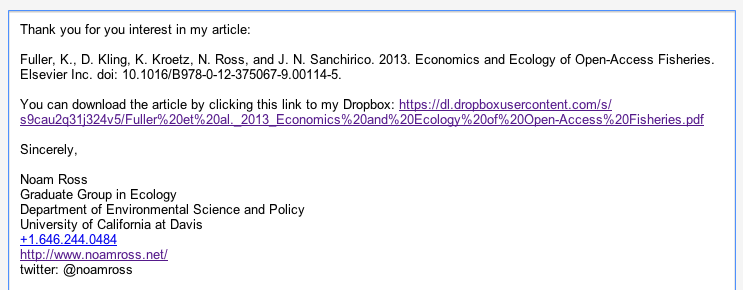 Thank you for you interest in my article:
Fuller, K., D. Kling, K. Kroetz, N. Ross, and J. N. Sanchirico. 2013. Economics and Ecology of Open-Access Fisheries.
Elsevier Inc. doi: 10.1016/B978-0-12-375067-9.00114-5.
You can download the article by clicking this link to my Dropbox: https://dl.dropboxusercontent.com/s/
s9cau2q31j324v5/Fuller%20et%20al._2013_Economics%20and%20Ecology%20of%20Open-Access%20Fisheries.pdf
Sincerely,
Noam Ross
Graduate Group in Ecology
Department of Environmental Science and Policy
University of California at Davis
+1.646.244.0484
http://www.noamross.net/
twitter: @noamross